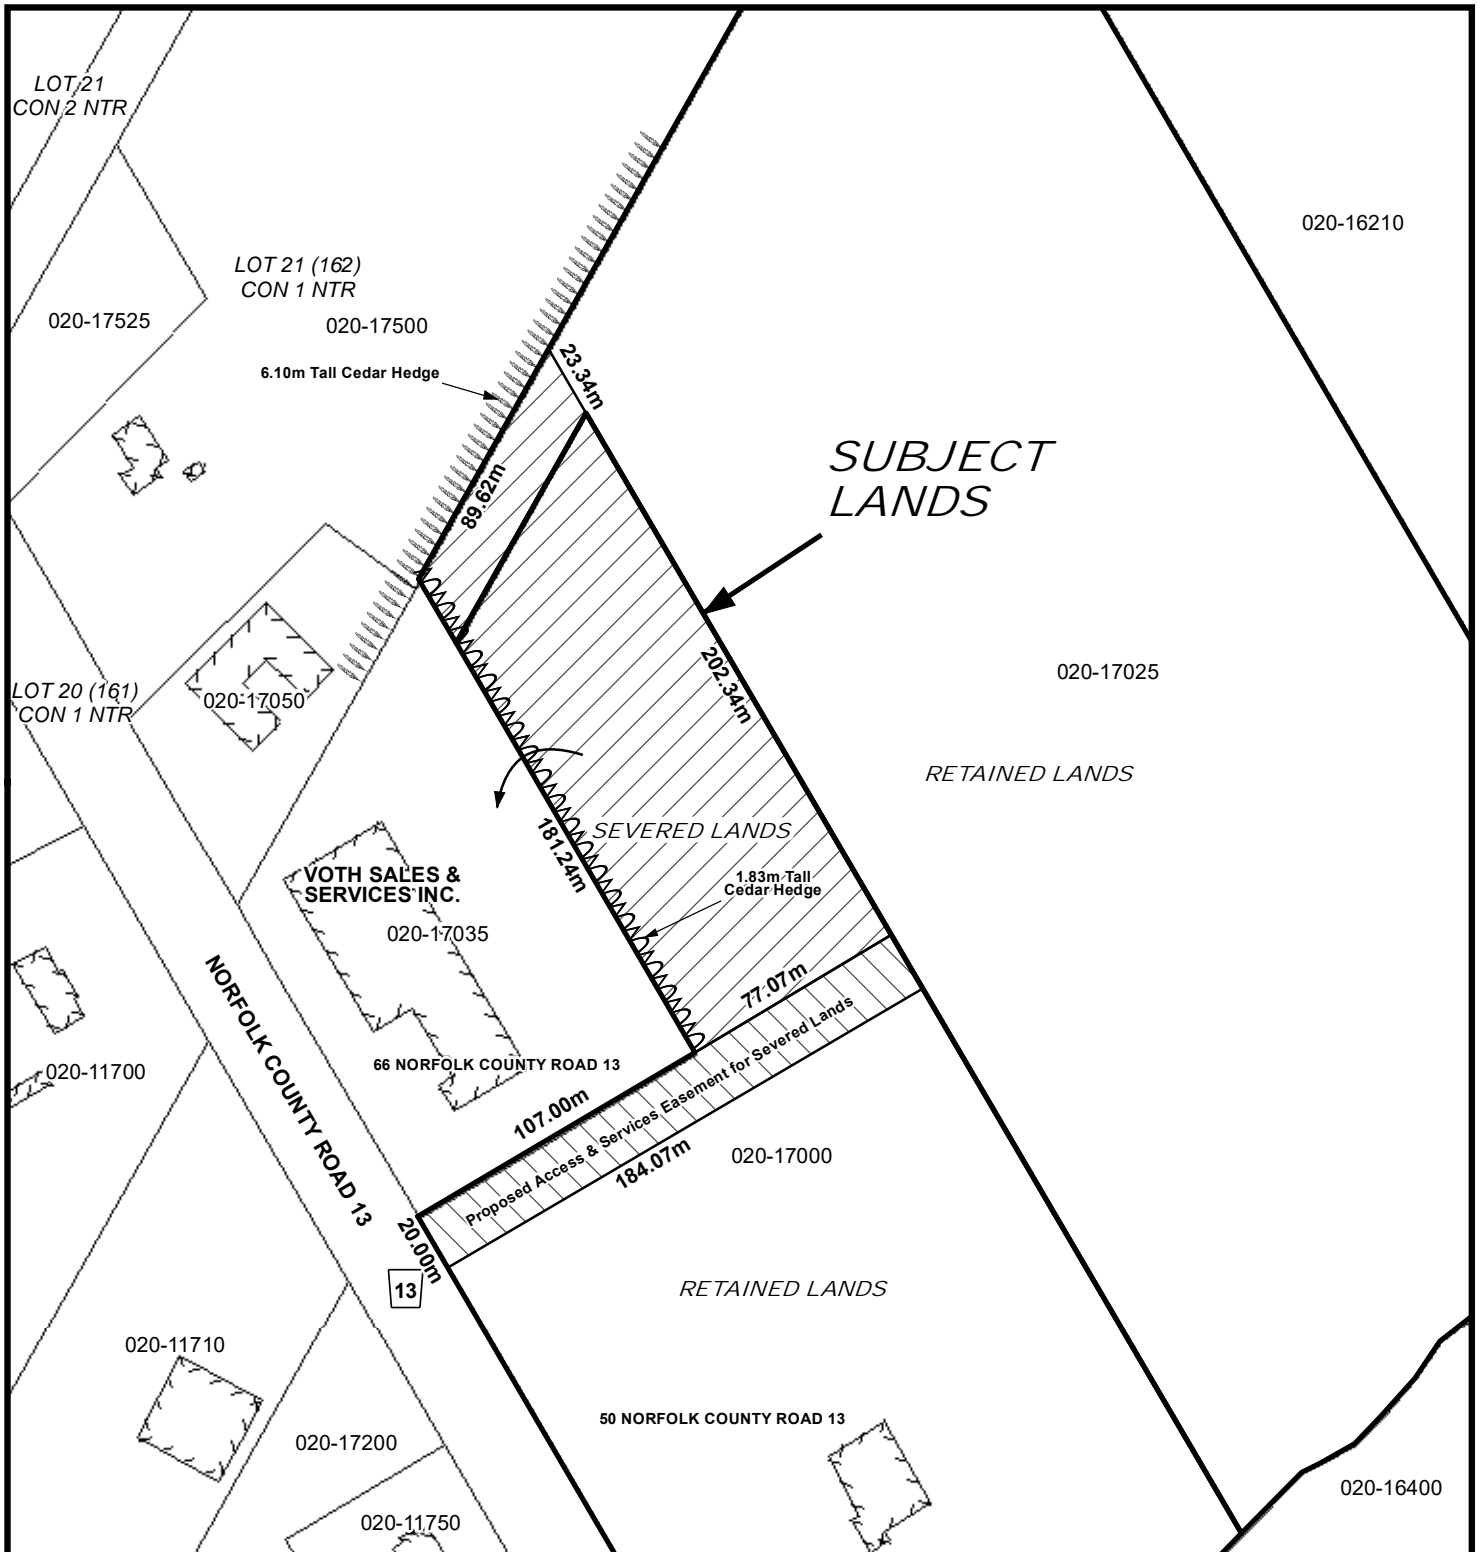 LOT 21
CON 2 NTR
020-16210
LOT 21 (162)
CON 1 NTR
020-17525
020-17500
6.10m Tall Cedar Hedge
23.34m
SUBJECT
LANDS
89.62m
202.34m
020-17025
LOT 20 (161)
CON 1 NTR
020-17050
RETAINED LANDS
SEVERED LANDS
181.24m
VOTH SALES &
SERVICES INC.
1.83m Tall
Cedar Hedge
020-17035
77.07m
NORFOLK COUNTY ROAD 13
66 NORFOLK COUNTY ROAD 13
020-11700
107.00m
Proposed Access & Services Easement for Severed Lands
184.07m
020-17000
20.00m
13
RETAINED LANDS
020-11710
50 NORFOLK COUNTY ROAD 13
020-17200
020-16400
020-11750